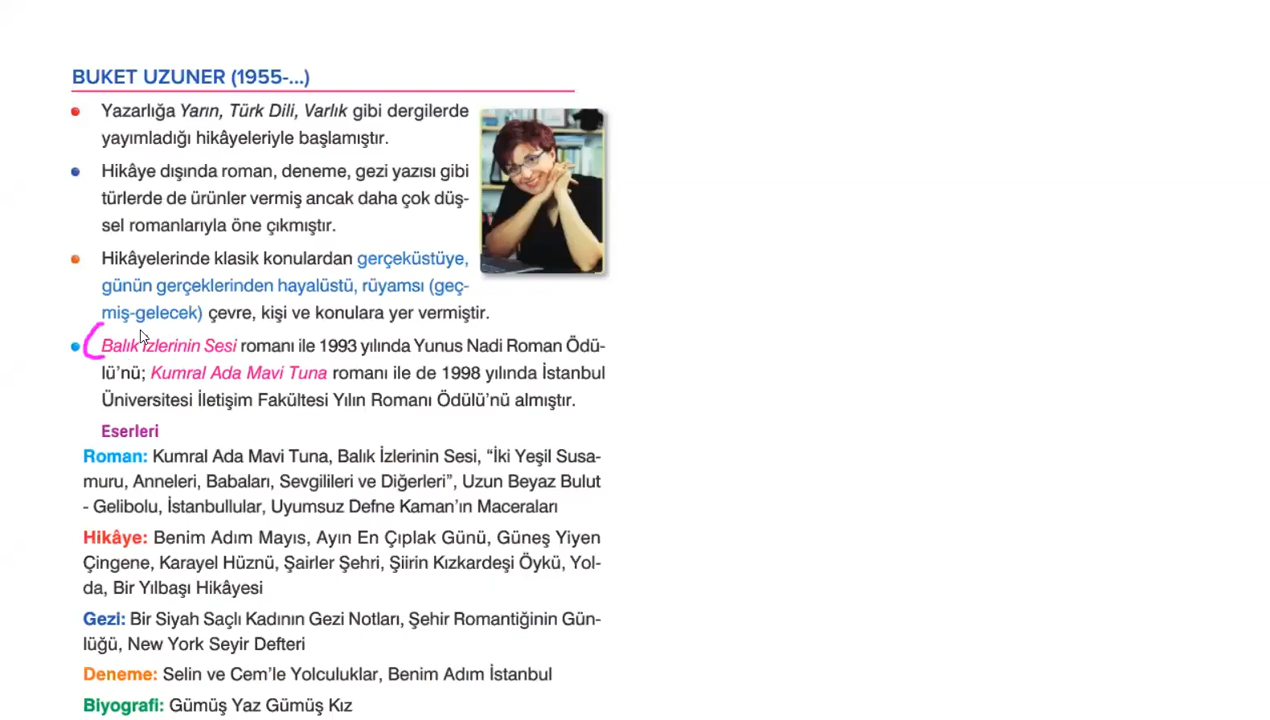 BUKET UZUNER (1955-...)
Yazarlığa Yarın, Türk Dili, Varlık gibi dergilerde
yayımladığı hikâyeleriyle başlamıştır.
Hikâye dışında roman, deneme, gezi yazısı gibi
türlerde de ürünler vermiş ancak daha çok düş-
sel romanlarıyla öne çıkmıştır.
Hikâyelerinde klasik konulardan gerçeküstüye,
günün gerçeklerinden hayalüstü, rüyamsı (geç-
miş-gelecek) çevre, kişi ve konulara yer vermiştir.
Balık İzlerinin Sesi romanı ile 1993 yılında Yunus Nadi Roman Ödü-
lü'nü; Kumral Ada Mavi Tuna romanı ile de 1998 yılında İstanbul
Üniversitesi İletişim Fakültesi Yılın Romanı Ödülü'nü almıştır.
Eserleri
Roman: Kumral Ada Mavi Tuna, Balık İzlerinin Sesi, "İki Yeşil Susa-
muru, Anneleri, Babaları, Sevgilileri ve Diğerleri", Uzun Beyaz Bulut
- Gelibolu, İstanbullular, Uyumsuz Defne Kaman'ın Maceraları
Hikâye: Benim Adım Mayıs, Ayın En Çıplak Günü, Güneş Yiyen
Çingene, Karayel Hüznü, Şairler Şehri, Şiirin Kızkardeşi Öykü, Yol-
da, Bir Yılbaşı Hikâyesi
Gezi: Bir Siyah Saçlı Kadının Gezi Notları, Şehir Romantiğinin Gün-
lüğü, New York Seyir Defteri
Deneme: Selin ve Cem'le Yolculuklar, Benim Adım İstanbul
Biyografi: Gümüş Yaz Gümüş Kız